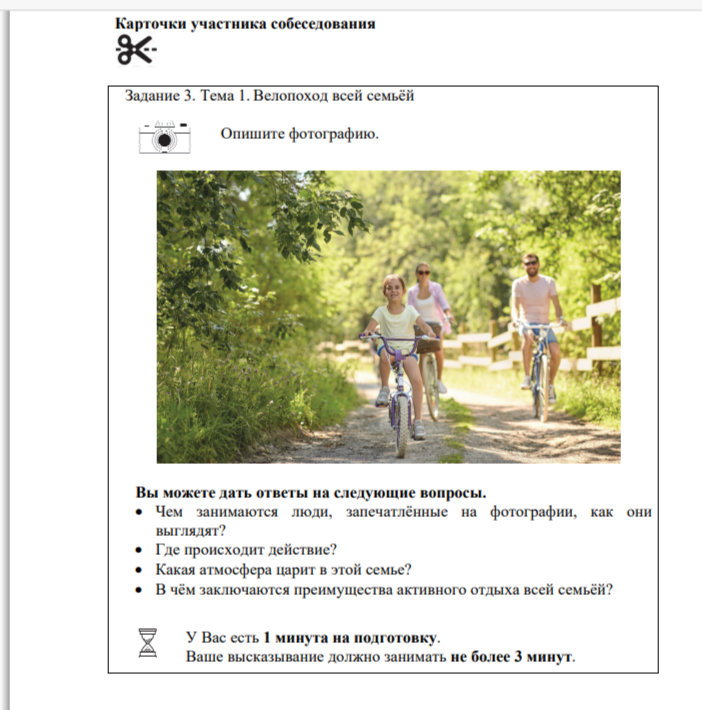 Карточки участника собеседования
Задание 3. Тема 1. Велопоход всей семьёй
Опишите фотографию.
Вы можете дать ответы на следующие вопросы.
• Чем занимаются люди, запечатлённые на фотографии, как они
выглядят?
• Где происходит действие?
• Какая атмосфера царит в этой семье?
• В чём заключаются преимущества активного отдыха всей семьёй?
У Вас есть 1 минута на подготовку.
Ваше высказывание должно занимать не более 3 минут.